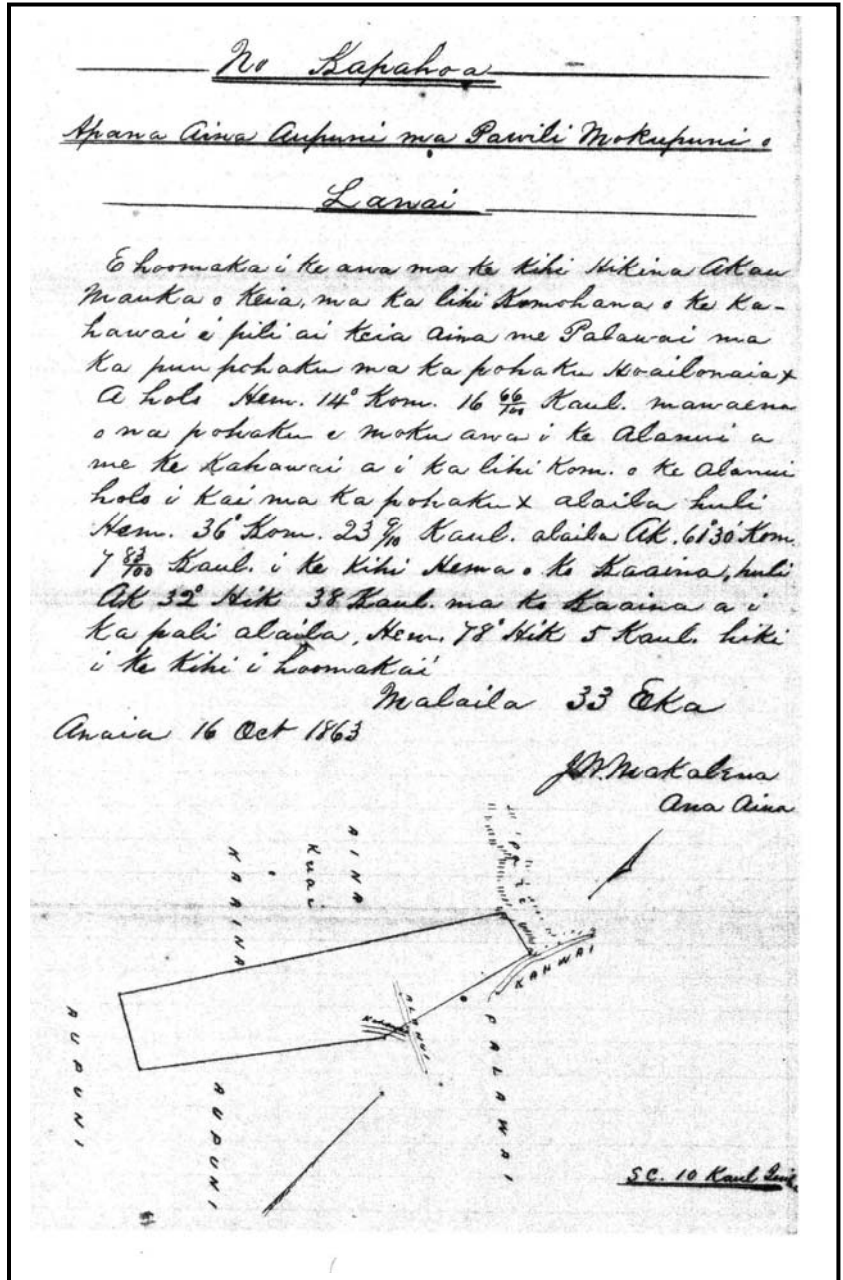 No Kapahoa
Apana Aina Aupuni ma Pawili Mokupuni o
Lanai
E hoomaka i ke ana ma ke kihi Hikina Akau
Mauka o keia, ma ka lihi Komohana o ke Ka-
hawai e pili ai keia aina me Palawai ma
ka puu pohaku ma ka pohaku Hoailonaia x
A holo Hem. 14° Kom. 16 66/100 Kaul. mawaena
o na pohaku e moku awa i ke Alanui a
me ke Kahawai a i ka lihi Kom. o ke Alanui
holo i Kai ma ka pohaku x alaila huli
Hem. 36° Kom. 23 9/10 Kaul. alaila Ak. 61°30' Kom.
7 83/100 Kaul. i ke kihi Hema o ko Kaaina, huli
Ak 32° Hik 38 Kaul. ma ko Kaaina a i
ka pali alaila, Hem. 78° Hik 5 Kaul. hiki
i ke kihi i hoomakai
Malaila 33 Eka
Anaia 16 Oct 1863
J.W. Makalena
Ana Aina
AINA
Kuai
KAAINA
KAHWAI
ALANUI
PALAWAI
AUPUNI
AUPUNI
SC. 10 Kaul